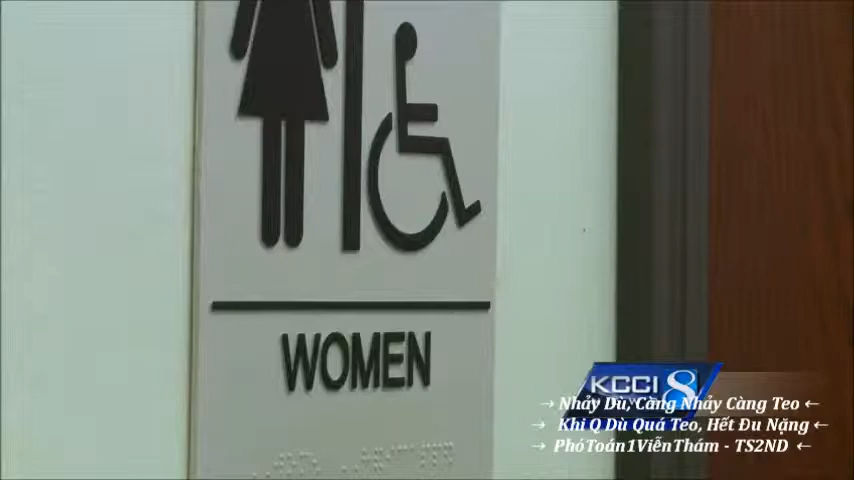 WOMEN
KCCI 8
→ Nhảy Dù, Càng Nhảy Càng Teo ←
→ Khi Q Dù Quá Teo, Hết Đu Nặng ←
→ PhóToán1ViễnThám - TS2ND ←